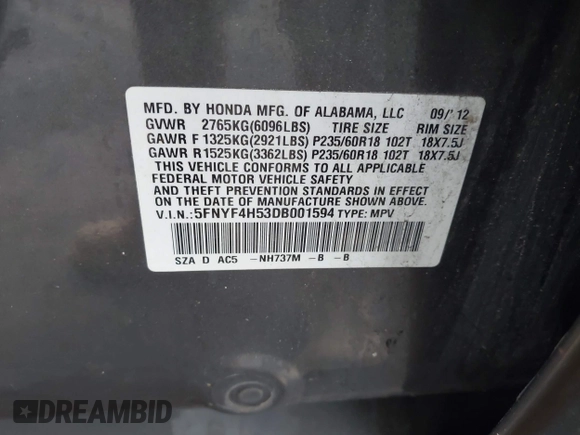 MFD. BY HONDA MFG. OF ALABAMA, LLC 09/'12
GVWR 2765KG(6096LBS) TIRE SIZE RIM SIZE
GAWR F 1325KG(2921LBS) P235/60R18 102T 18X7.5J
GAWR R1525KG(3362LBS) P235/60R18 102T 18X7.5J
THIS VEHICLE CONFORMS TO ALL APPLICABLE
FEDERAL MOTOR VEHICLE SAFETY
AND THEFT PREVENTION STANDARDS IN EFFECT
ON THE DATE OF MANUFACTURE SHOWN ABOVE.
V.I.N.:5FNYF4H53DB001594 TYPE: MPV
SZA D AC5 -NH737M -B -B
DREAMBID